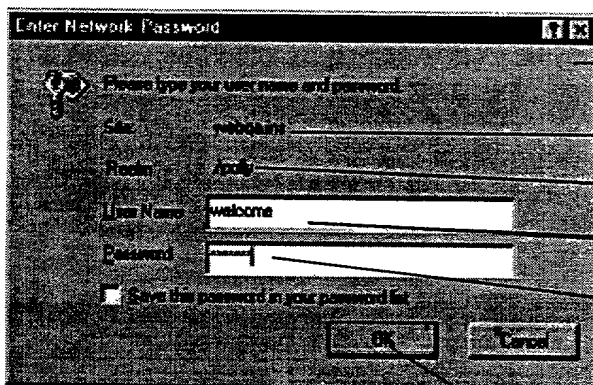 Enter Network Password
Please type your user name and password.
Site:
Realm
User Name welcome
Password
Save this password in your password list
OK Cancel